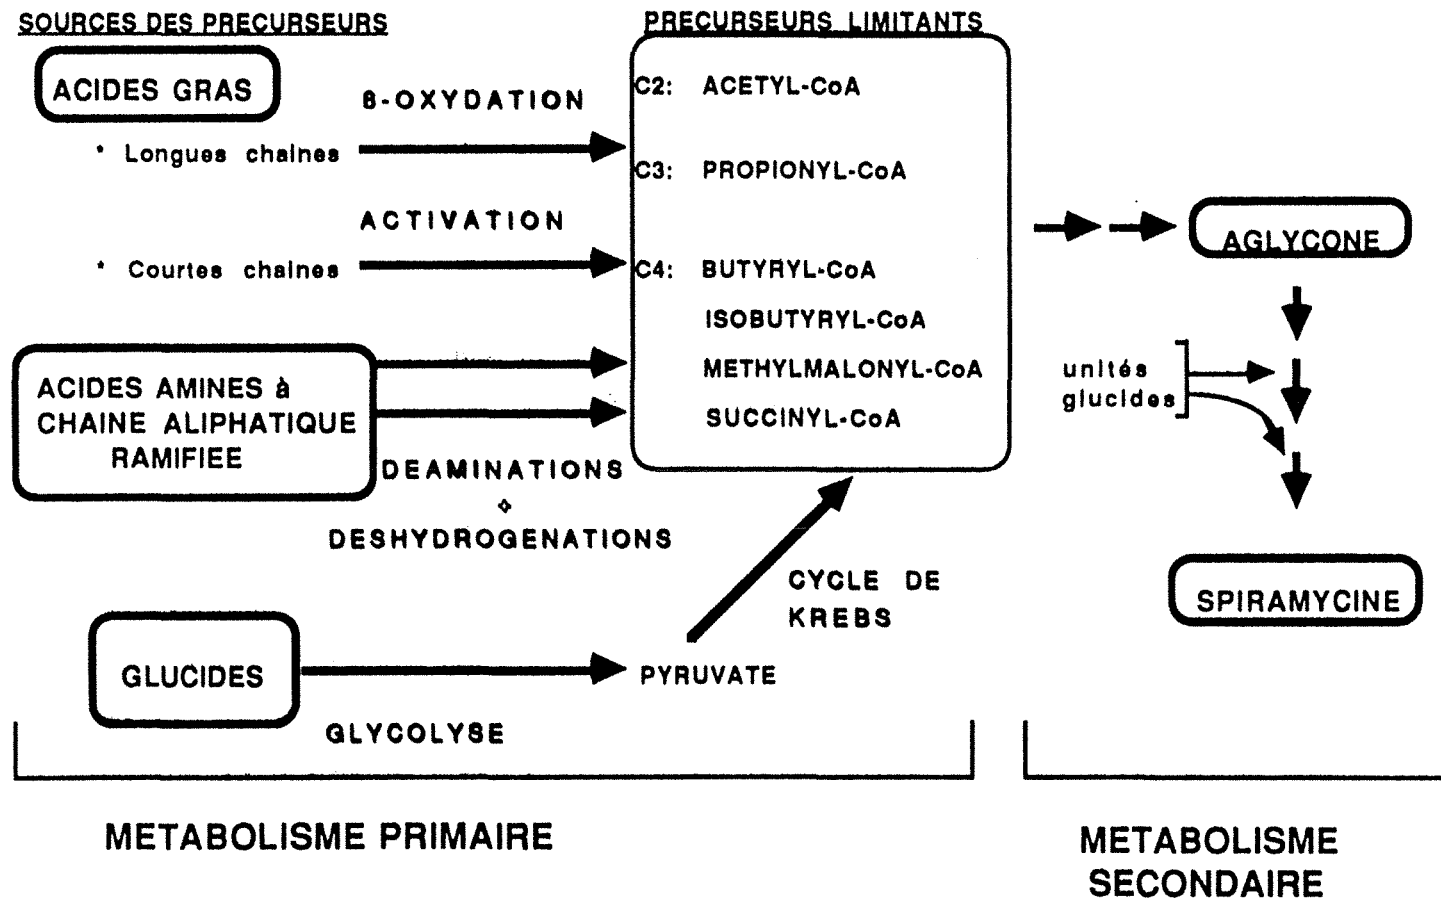 SOURCES DES PRECURSEURS
PRECURSEURS LIMITANTS
ACIDES GRAS
β-OXYDATION
* Longues chaines
ACTIVATION
* Courtes chaines
C2: ACETYL-CoA
C3: PROPIONYL-CoA
C4: BUTYRYL-CoA
ISOBUTYRYL-CoA
METHYLMALONYL-CoA
SUCCINYL-CoA
AGLYCONE
unités
glucides
SPIRAMYCINE
ACIDES AMINES à
CHAINE ALIPHATIQUE
RAMIFIEE
DEAMINATIONS
DESHYDROGENATIONS
CYCLE DE
KREBS
GLUCIDES
PYRUVATE
GLYCOLYSE
METABOLISME PRIMAIRE
METABOLISME
SECONDAIRE